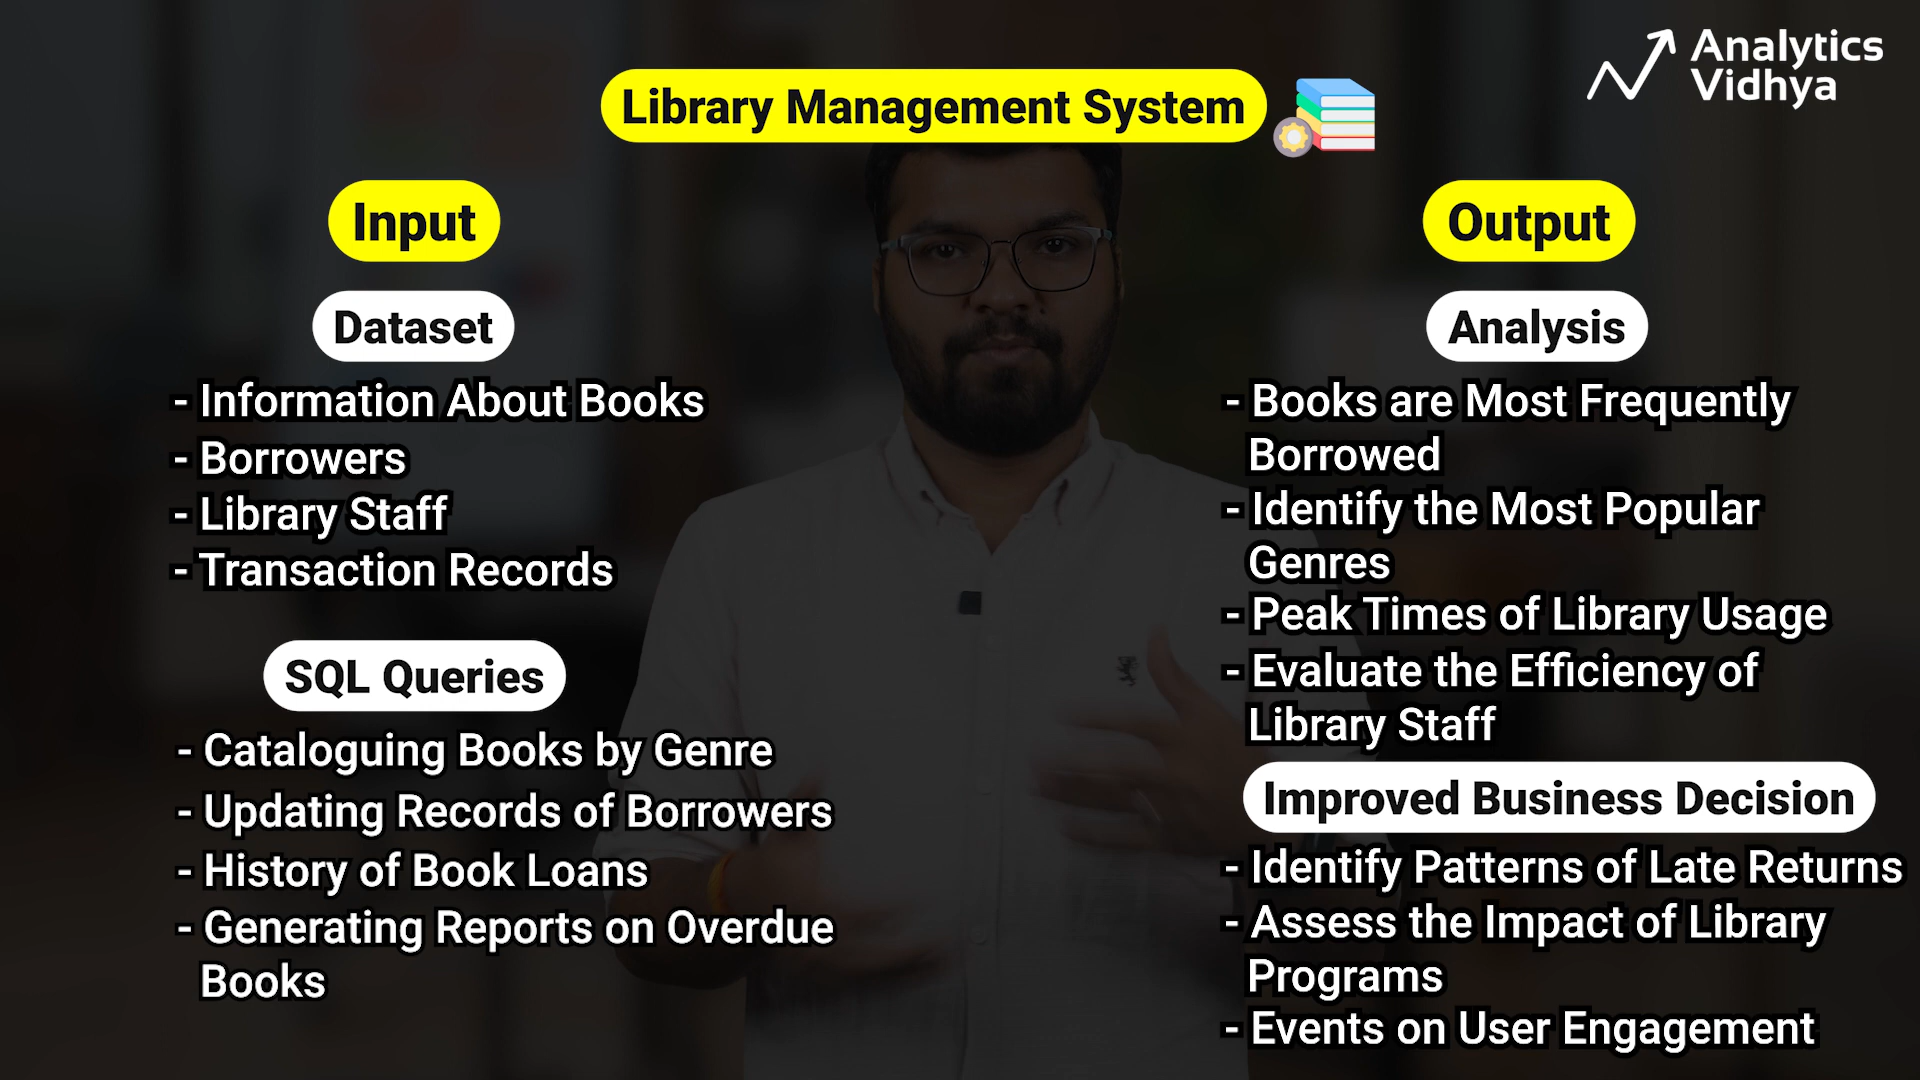 Analytics
Vidhya
Library Management System
Input
Dataset
- Information About Books
- Borrowers
- Library Staff
- Transaction Records
SQL Queries
- Cataloguing Books by Genre
- Updating Records of Borrowers
- History of Book Loans
- Generating Reports on Overdue
Books
Output
Analysis
- Books are Most Frequently
Borrowed
- Identify the Most Popular
Genres
- Peak Times of Library Usage
- Evaluate the Efficiency of
Library Staff
Improved Business Decision
- Identify Patterns of Late Returns
- Assess the Impact of Library
Programs
- Events on User Engagement